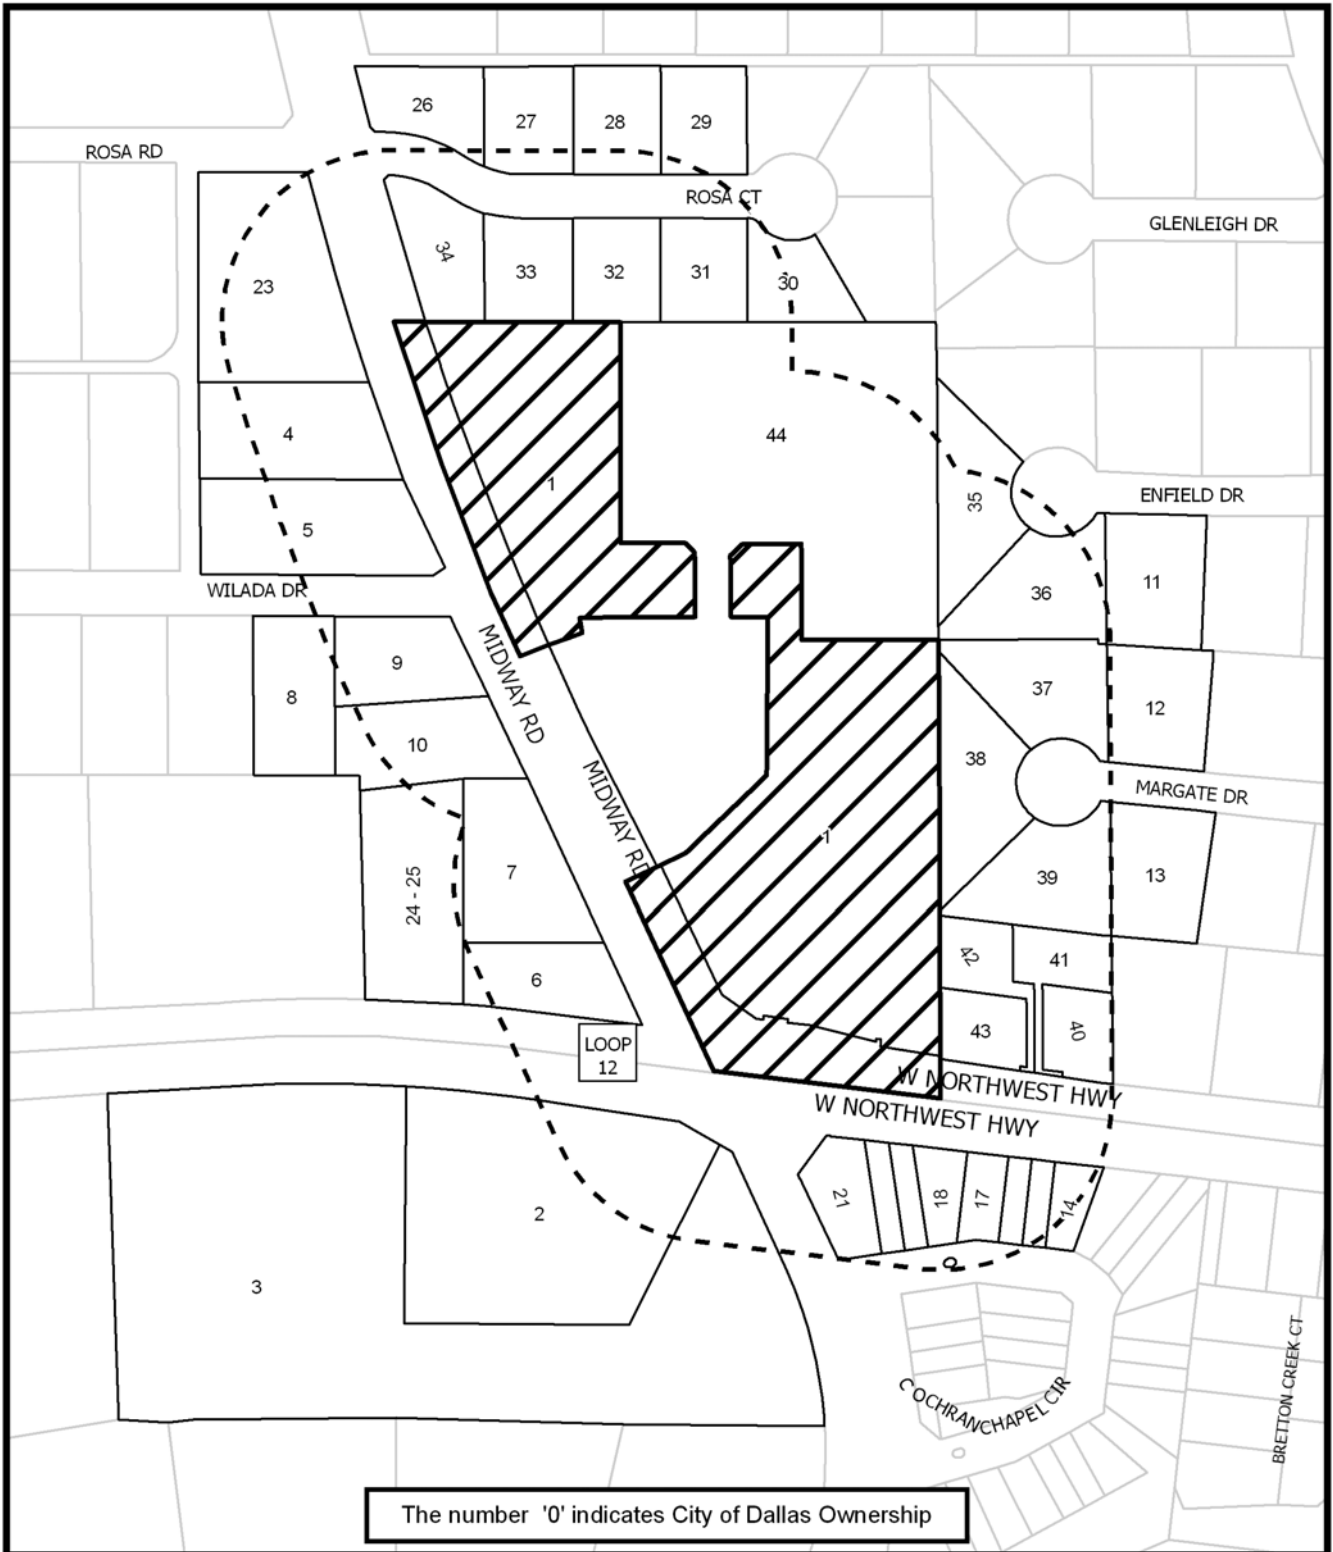 26
27
28
29
ROSA RD
ROSA CT
GLENLEIGH DR
34
33
32
31
30
23
4
44
1
5
35
ENFIELD DR
WILADA DR
36
11
MIDWAY RD
9
8
10
37
12
38
MIDWAY RD
MARGATE DR
1
7
24 - 25
39
13
6
42
41
43
40
LOOP
12
W NORTHWEST HWY
W NORTHWEST HWY
21
18
17
14
2
0
3
COCHRANCHAPEL CIR
BRETTON CREEK CT
The number '0' indicates City of Dallas Ownership